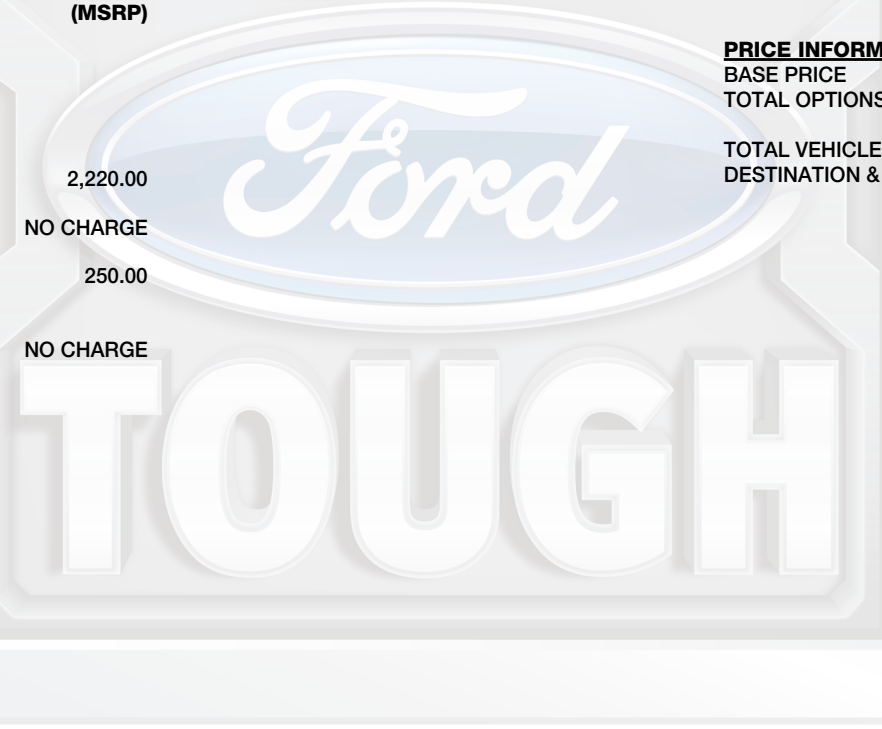 (MSRP)
2,220.00
NO CHARGE
250.00
NO CHARGE
PRICE INFORM
BASE PRICE
TOTAL OPTIONS
TOTAL VEHICLE
DESTINATION &
Ford
TOUGH